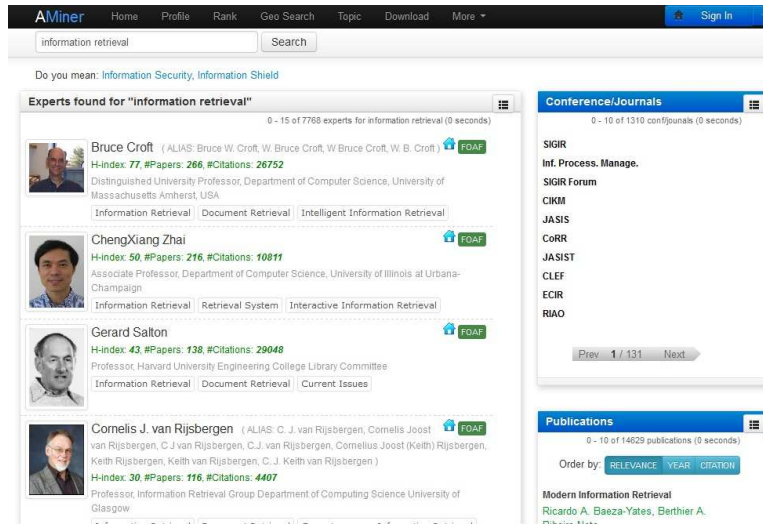 AMiner Home Profile Rank Geo Search Topic Download More Sign In
information retrieval Search
Do you mean: Information Security, Information Shield
Experts found for "information retrieval"
0 - 15 of 7768 experts for information retrieval (0 seconds)
Bruce Croft ( ALIAS: Bruce W. Croft, W. Bruce Croft, W Bruce Croft, W. B. Croft ) FOAF
H-index: 77, #Papers: 266, #Citations: 26752
Distinguished University Professor, Department of Computer Science, University of
Massachusetts Amherst, USA
Information Retrieval Document Retrieval Intelligent Information Retrieval
ChengXiang Zhai FOAF
H-index: 50, #Papers: 216, #Citations: 10811
Associate Professor, Department of Computer Science, University of Illinois at Urbana-
Champaign
Information Retrieval Retrieval System Interactive Information Retrieval
Gerard Salton FOAF
H-index: 43, #Papers: 138, #Citations: 29048
Professor, Harvard University Engineering College Library Committee
Information Retrieval Document Retrieval Current Issues
Cornelis J. van Rijsbergen ( ALIAS: C. J. van Rijsbergen, Cornelis Joost FOAF
van Rijsbergen, C.J van Rijsbergen, C.J. van Rijsbergen, Cornelius Joost (Keith) Rijsbergen,
Keith Rijsbergen, Keith van Rijsbergen, C. J. Keith van Rijsbergen )
H-index: 30, #Papers: 116, #Citations: 4407
Professor, Information Retrieval Group Department of Computing Science University of
Glasgow
Conference/Journals
0 - 10 of 1310 conf/jounals (0 seconds)
SIGIR
Inf. Process. Manage.
SIGIR Forum
CIKM
JASIS
CoRR
JASIST
CLEF
ECIR
RIAO
Prev 1 / 131 Next
Publications
0 - 10 of 14629 publications (0 seconds)
Order by: RELEVANCE YEAR CITATION
Modern Information Retrieval
Ricardo A. Baeza-Yates, Berthier A.